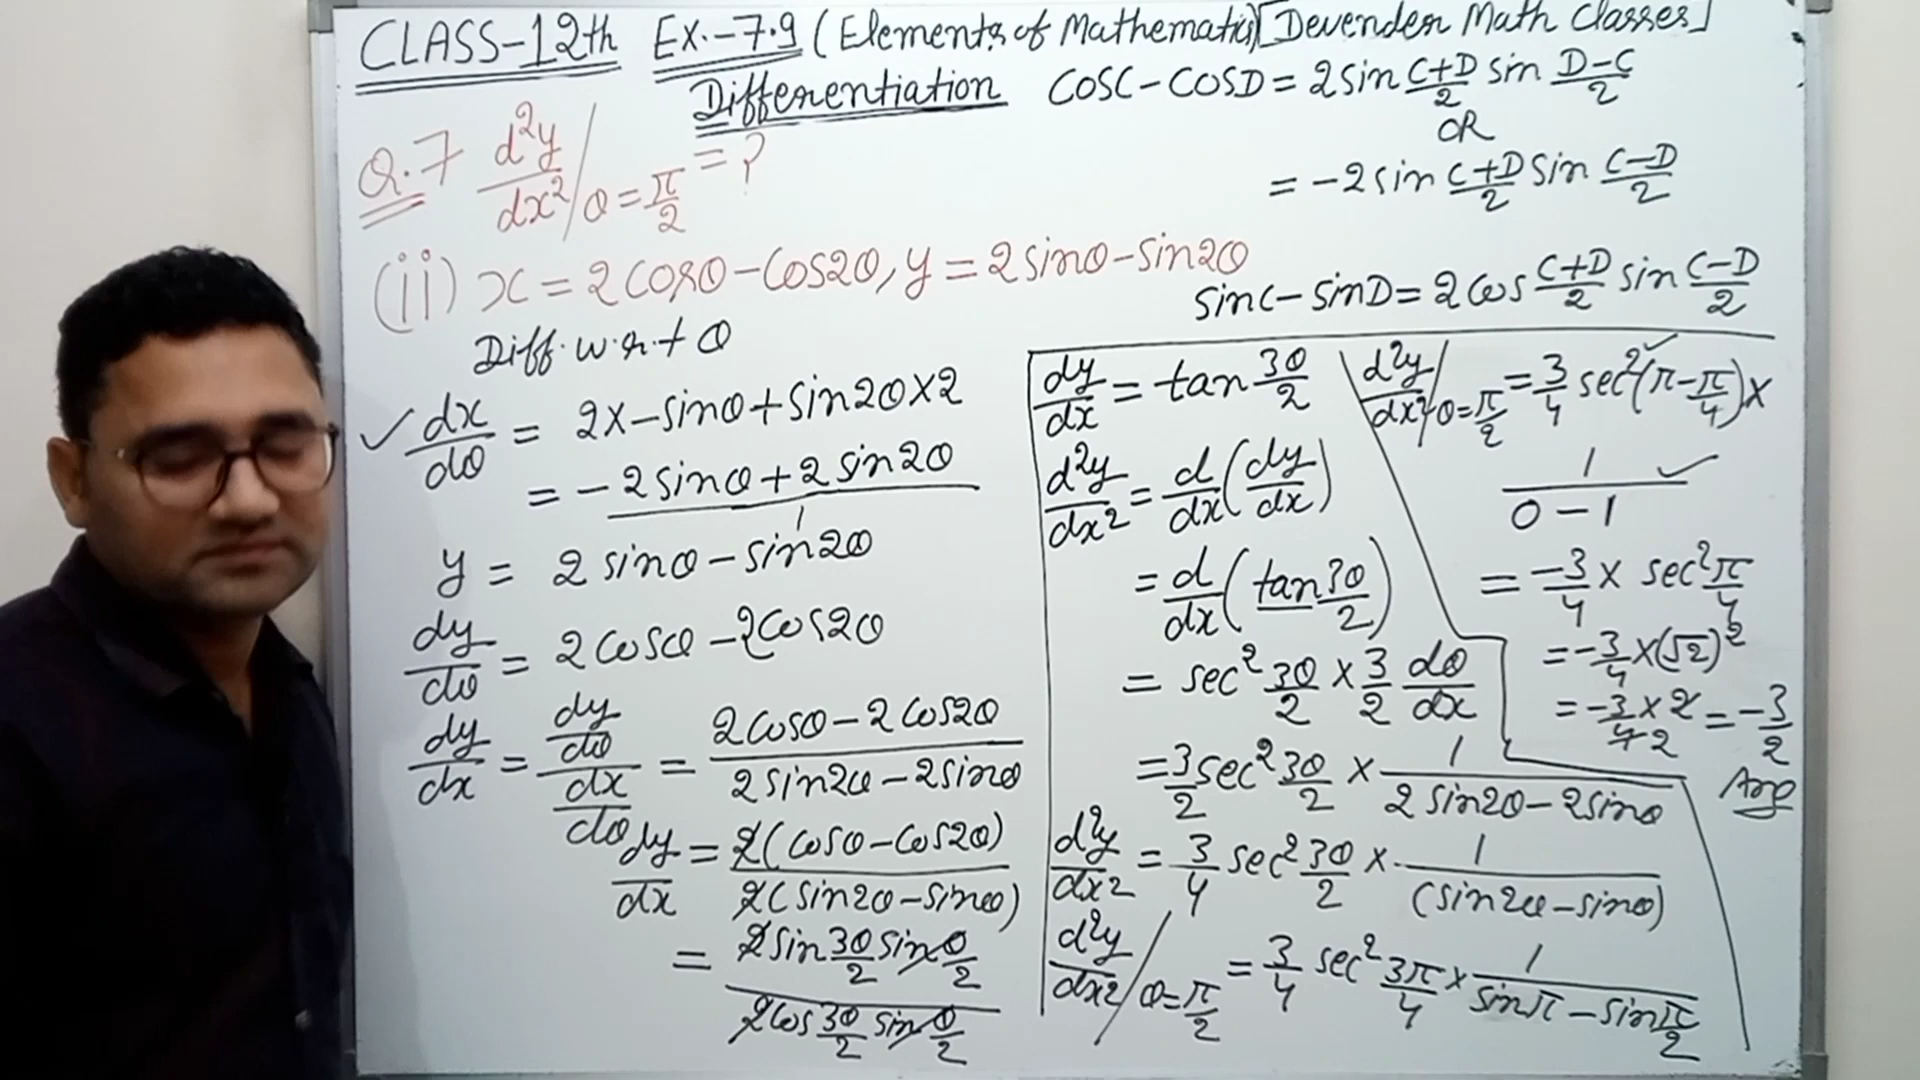 CLASS-12th EX.-7.9 (Elements of Mathematics) [Devender Math Classes]
Differentiation
cosC-cosD = 2 sin (C+D)/2 sin (D-C)/2
OR
= -2 sin (C+D)/2 sin (C-D)/2
Q.7 d²y/dx² / θ=π/2 = ?
(ii) x = 2cosθ-cos2θ, y = 2sinθ-sin2θ
sinC-sinD = 2cos (C+D)/2 sin (C-D)/2
Diff. w.r.t θ
✓ dx/dθ = 2x-sinθ+sin2θ×2
= -2sinθ+2sin2θ
y = 2sinθ-sin2θ
dy/dθ = 2cosθ-2cos2θ
dy/dx = (dy/dθ)/(dx/dθ) = (2cosθ-2cos2θ)/(2sin2θ-2sinθ)
dy/dx = 2(cosθ-cos2θ)/2(sin2θ-sinθ)
= (2sin 3θ/2 sin θ/2)/(2cos 3θ/2 sin θ/2)
dy/dx = tan 3θ/2
d²y/dx² = d/dx (dy/dx)
= d/dx (tan 3θ/2)
= sec² 3θ/2 × 3/2 dθ/dx
= 3/2 sec² 3θ/2 × 1/(2sin2θ-2sinθ)
d²y/dx² = 3/4 sec² 3θ/2 × 1/(sin2θ-sinθ)
d²y/dx² / θ=π/2 = 3/4 sec² 3π/4 × 1/(sinπ-sin π/2)
d²y/dx² / θ=π/2 = 3/4 sec² (π-π/4) ×
1/(0-1) ✓
= -3/4 × sec² π/4
= -3/4 × (√2)²
= -3/4 × 2 = -3/2
2
Ans